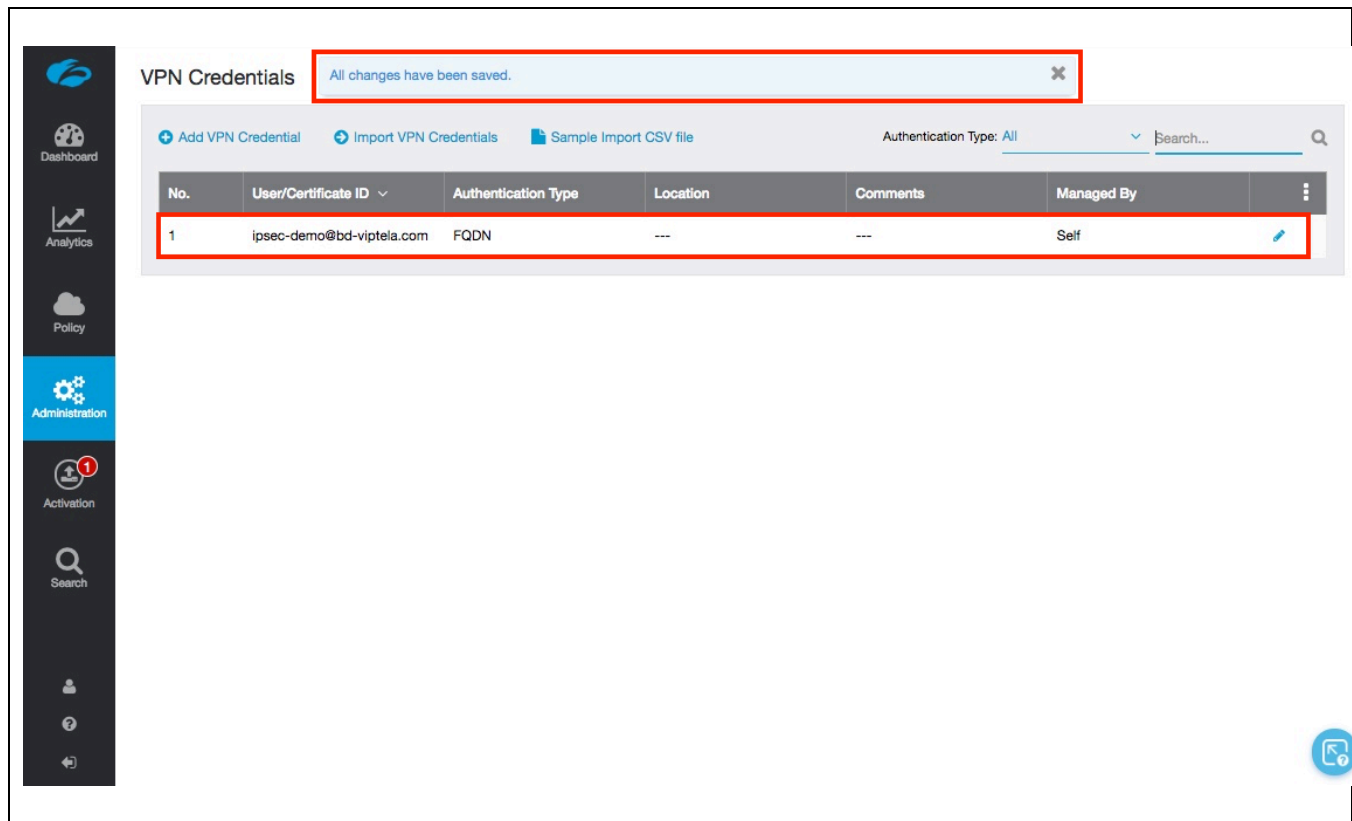 VPN Credentials
All changes have been saved.
Dashboard
Add VPN Credential
Import VPN Credentials
Sample Import CSV file
Authentication Type: All
Search...
No. User/Certificate ID Authentication Type Location Comments Managed By
1 ipsec-demo@bd-viptela.com FQDN --- --- Self
Analytics
Policy
Administration
1
Activation
Search